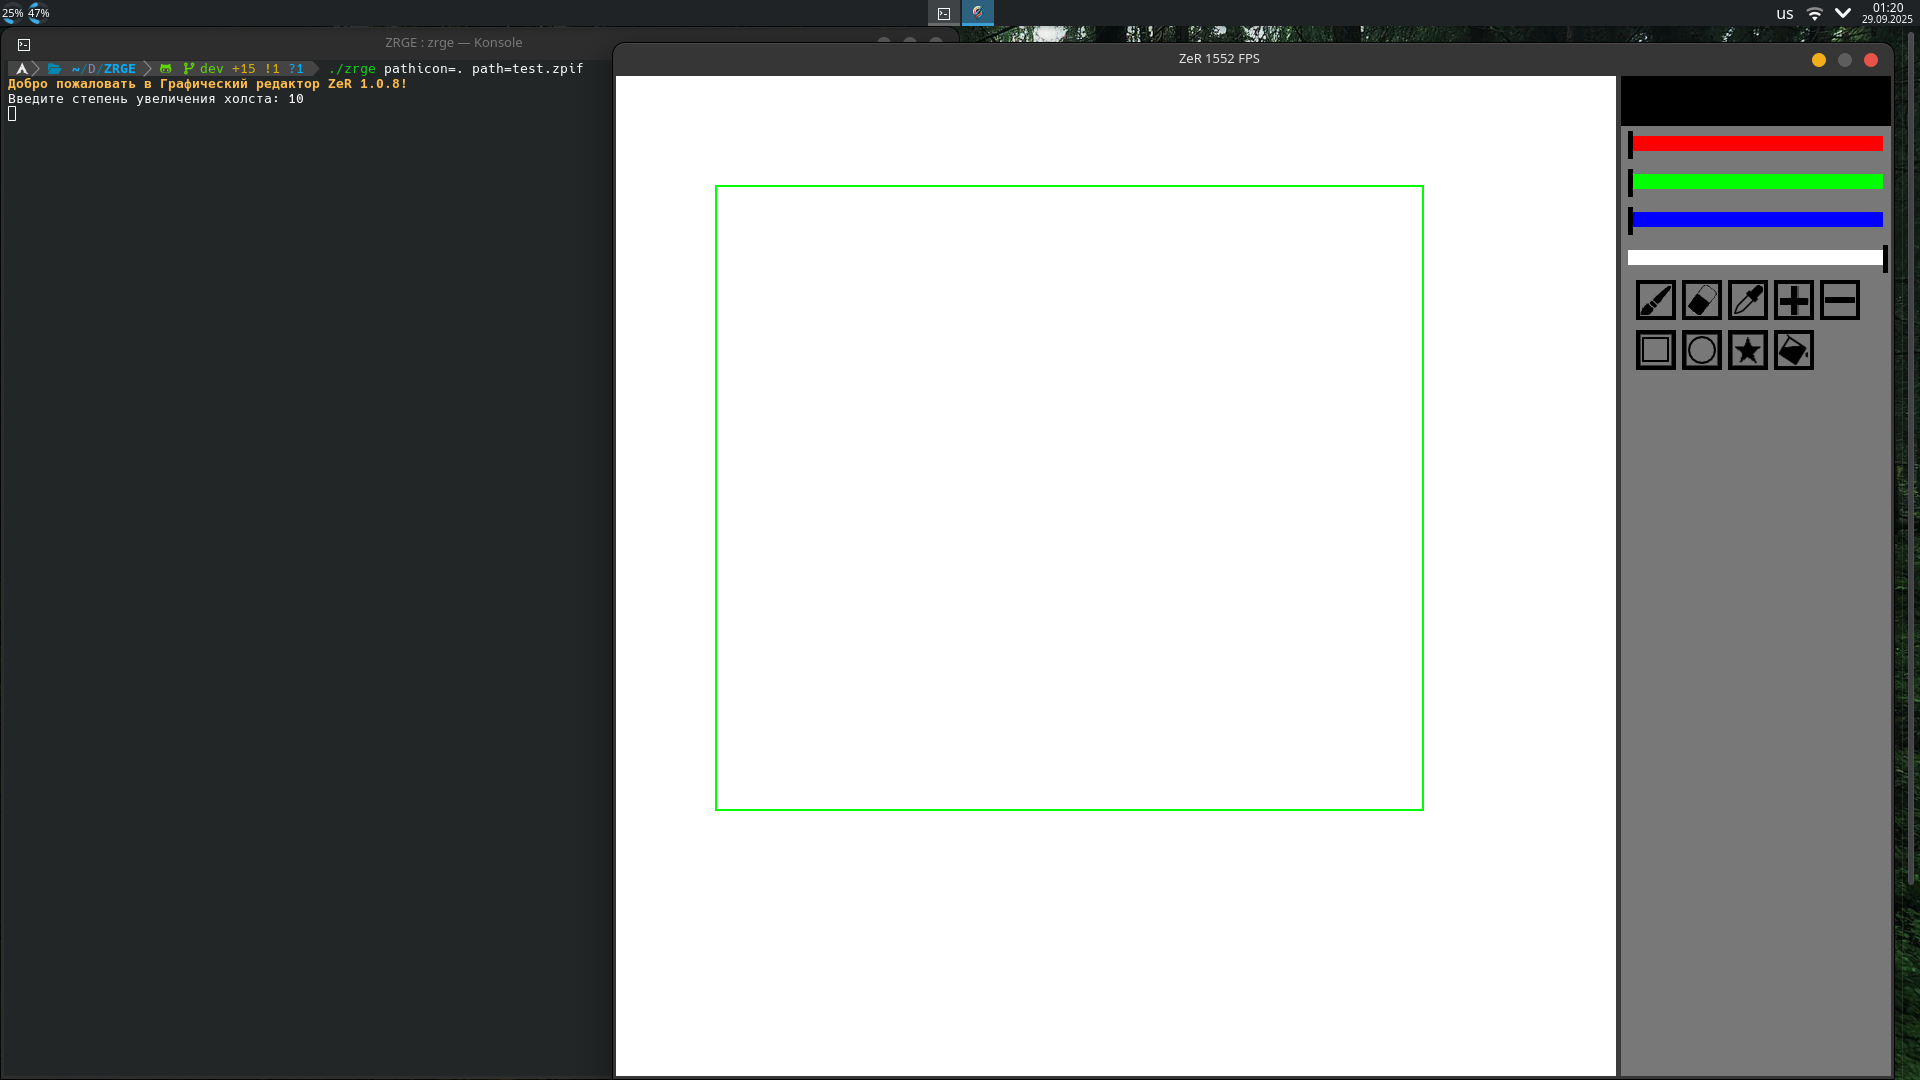 25% 47%
us
01:20
29.09.2025
ZRGE : zrge — Konsole
~/D/ZRGE dev +15 !1 ?1 ./zrge pathicon=. path=test.zpif
Добро пожаловать в Графический редактор ZeR 1.0.8!
Введите степень увеличения холста: 10
ZeR 1552 FPS